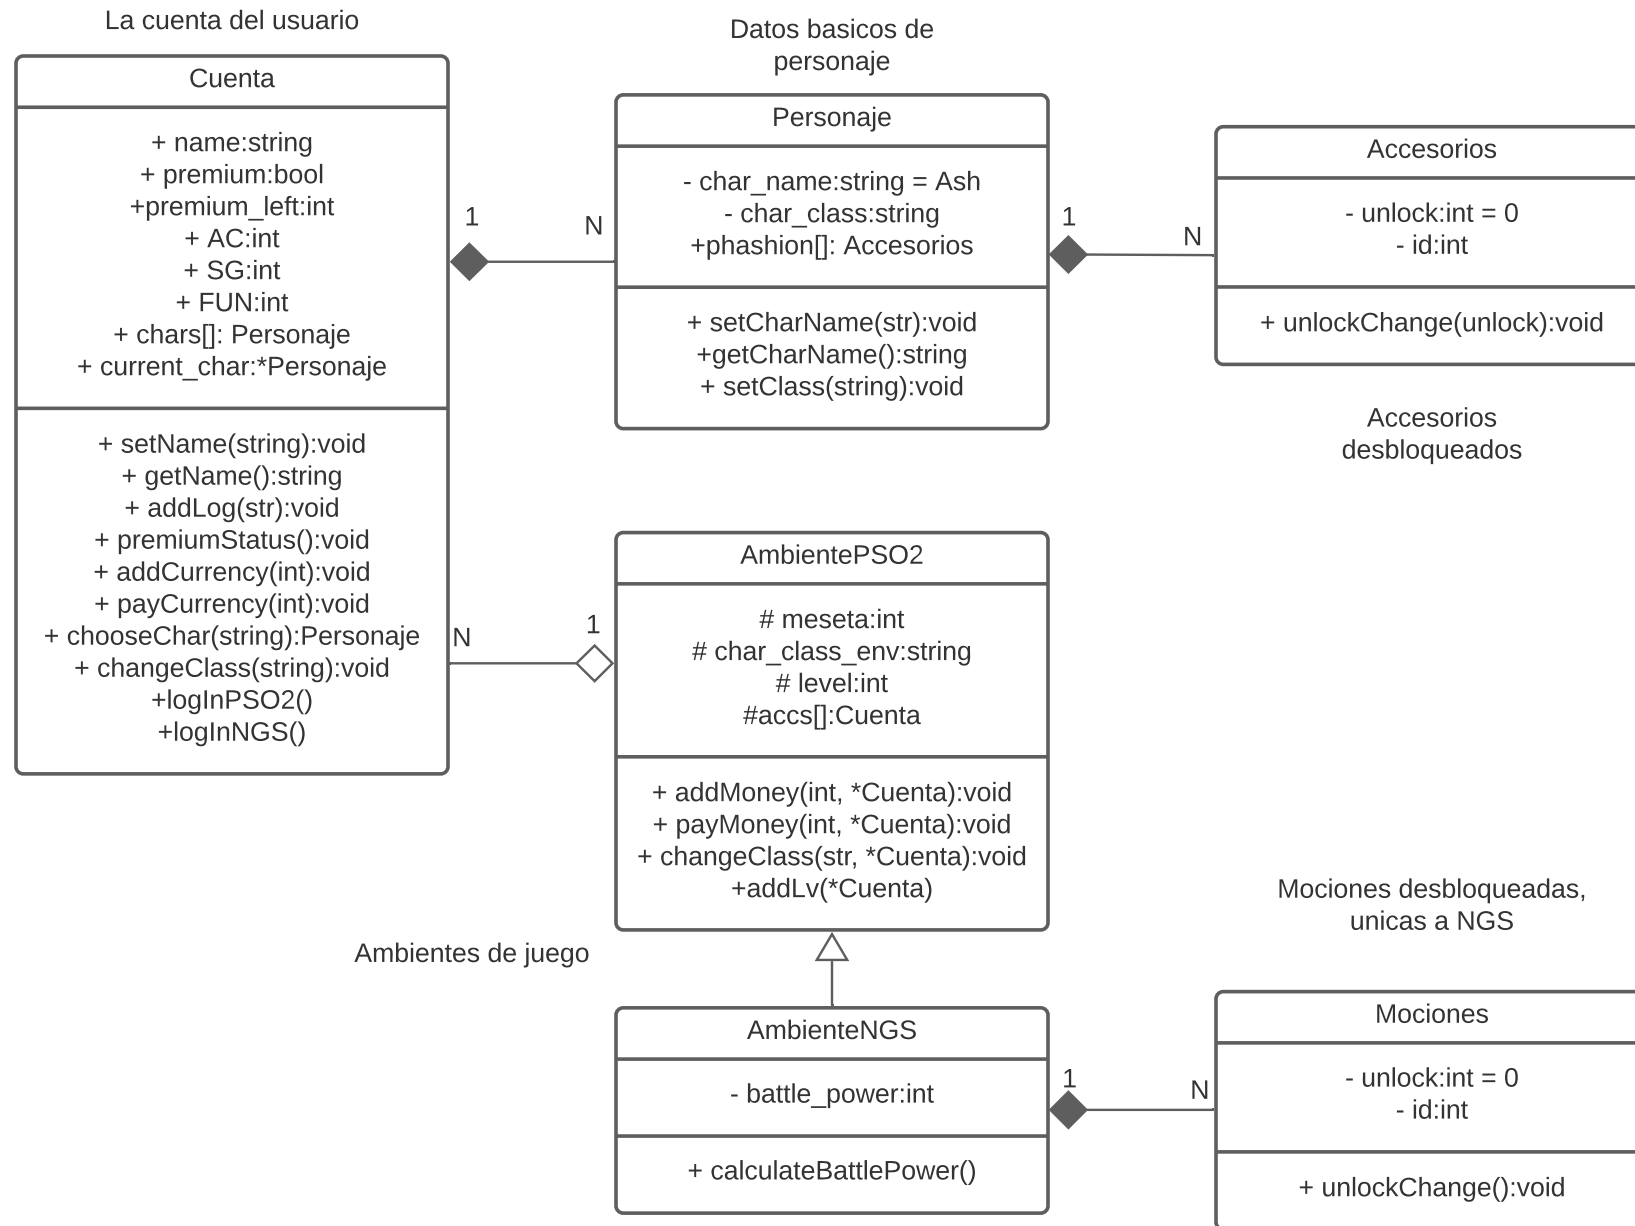 La cuenta del usuario
Cuenta
+ name:string
+ premium:bool
+premium_left:int
+ AC:int
+ SG:int
+ FUN:int
+ chars[]: Personaje
+ current_char:*Personaje
+ setName(string):void
+ getName():string
+ addLog(str):void
+ premiumStatus():void
+ addCurrency(int):void
+ payCurrency(int):void
+ chooseChar(string):Personaje
+ changeClass(string):void
+logInPSO2()
+logInNGS()
1
N
Datos basicos de
personaje
Personaje
- char_name:string = Ash
- char_class:string
+phashion[]: Accesorios
+ setCharName(str):void
+getCharName():string
+ setClass(string):void
1
N
Accesorios
- unlock:int = 0
- id:int
+ unlockChange(unlock):void
Accesorios
desbloqueados
N
1
AmbientePSO2
# meseta:int
# char_class_env:string
# level:int
#accs[]:Cuenta
+ addMoney(int, *Cuenta):void
+ payMoney(int, *Cuenta):void
+ changeClass(str, *Cuenta):void
+addLv(*Cuenta)
Ambientes de juego
AmbienteNGS
- battle_power:int
+ calculateBattlePower()
1
N
Mociones desbloqueadas,
unicas a NGS
Mociones
- unlock:int = 0
- id:int
+ unlockChange():void